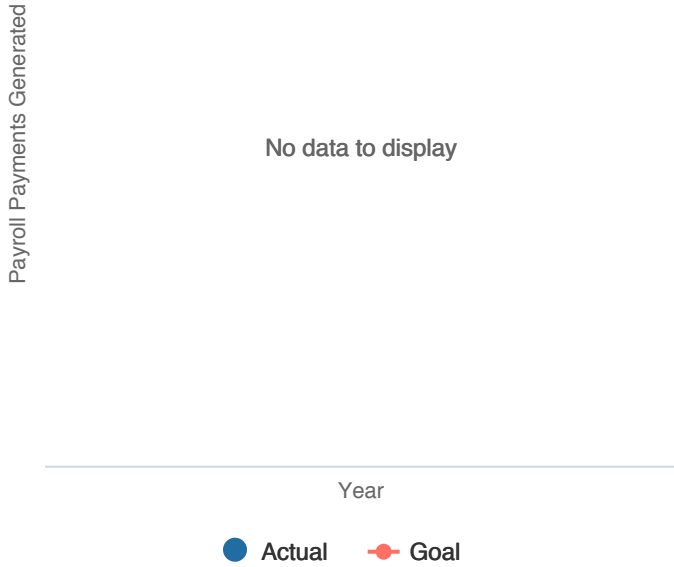 Payroll Payments Generated
No data to display
Year
Actual
Goal